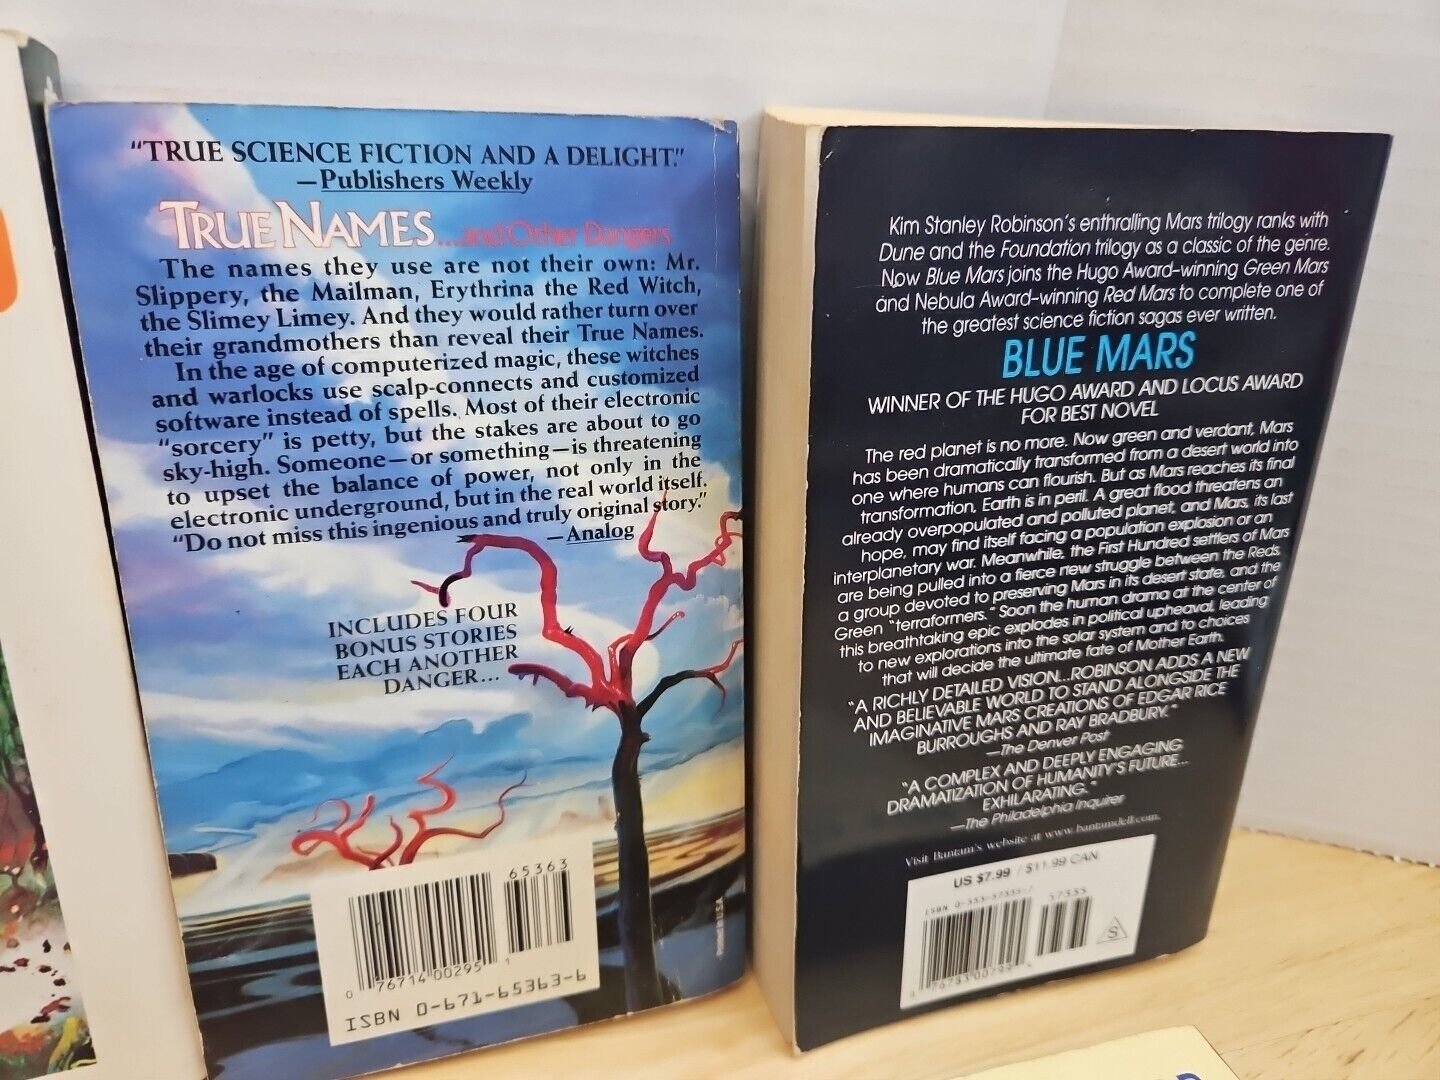 "TRUE SCIENCE FICTION AND A DELIGHT."
—Publishers Weekly
TRUE NAMES...and Other Dangers
The names they use are not their own: Mr.
Slippery, the Mailman, Erythrina the Red Witch,
the Slimey Limey. And they would rather turn over
their grandmothers than reveal their True Names.
In the age of computerized magic, these witches
and warlocks use scalp-connects and customized
software instead of spells. Most of their electronic
"sorcery" is petty, but the stakes are about to go
sky-high. Someone—or something—is threatening
to upset the balance of power, not only in the
electronic underground, but in the real world itself.
"Do not miss this ingenious and truly original story."
—Analog
INCLUDES FOUR
BONUS STORIES
EACH ANOTHER
DANGER...
65363
0 76714 00295 1
ISBN 0-671-65363-6
Printed in U.S.A.
Kim Stanley Robinson's enthralling Mars trilogy ranks with
Dune and the Foundation trilogy as a classic of the genre.
Now Blue Mars joins the Hugo Award-winning Green Mars
and Nebula Award-winning Red Mars to complete one of
the greatest science fiction sagas ever written.
BLUE MARS
WINNER OF THE HUGO AWARD AND LOCUS AWARD
FOR BEST NOVEL
The red planet is no more. Now green and verdant, Mars
has been dramatically transformed from a desert world into
one where humans can flourish. But as Mars reaches its final
transformation, Earth is in peril. A great flood threatens an
already overpopulated and polluted planet, and Mars, its last
hope, may find itself facing a population explosion or an
interplanetary war. Meanwhile, the First Hundred settlers of Mars
are being pulled into a fierce new struggle between the Reds,
a group devoted to preserving Mars in its desert state, and the
Green "terraformers." Soon the human drama at the center of
this breathtaking epic explodes in political upheaval, leading
to new explorations into the solar system and to choices
that will decide the ultimate fate of Mother Earth.
"A RICHLY DETAILED VISION...ROBINSON ADDS A NEW
AND BELIEVABLE WORLD TO STAND ALONGSIDE THE
IMAGINATIVE MARS CREATIONS OF EDGAR RICE
BURROUGHS AND RAY BRADBURY."
—The Denver Post
"A COMPLEX AND DEEPLY ENGAGING
DRAMATIZATION OF HUMANITY'S FUTURE...
EXHILARATING."
—The Philadelphia Inquirer
Visit Bantam's website at www.bantamdell.com.
US $7.99 / $11.99 CAN
ISBN 0-553-57335-7
57335
S